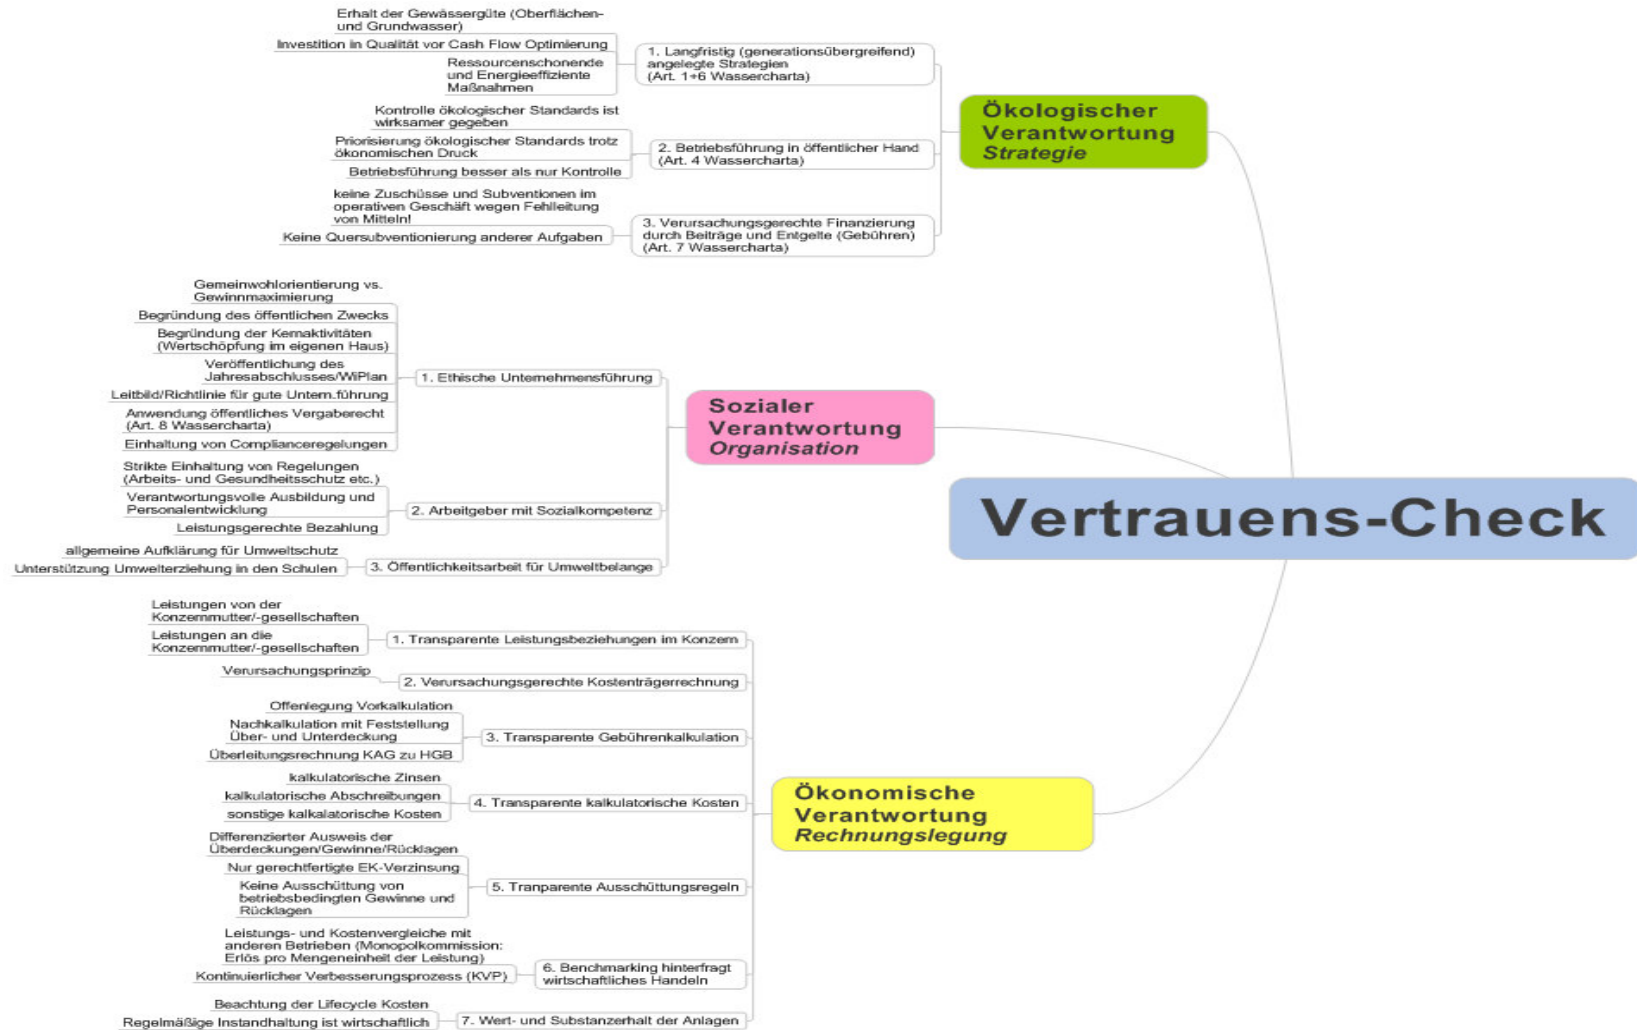 Erhalt der Gewässergüte (Oberflächen-
und Grundwasser)
Investition in Qualität vor Cash Flow Optimierung
Ressourcenschonende
und Energieeffiziente
Maßnahmen
1. Langfristig (generationsübergreifend)
angelegte Strategien
(Art. 1+6 Wassercharta)
Kontrolle ökologischer Standards ist
wirksamer gegeben
Priorisierung ökologischer Standards trotz
ökonomischen Druck
Betriebsführung besser als nur Kontrolle
2. Betriebsführung in öffentlicher Hand
(Art. 4 Wassercharta)
keine Zuschüsse und Subventionen im
operativen Geschäft wegen Fehlleitung
von Mitteln!
Keine Quersubventionierung anderer Aufgaben
3. Verursachungsgerechte Finanzierung
durch Beiträge und Entgelte (Gebühren)
(Art. 7 Wassercharta)
Ökologischer
Verantwortung
Strategie
Gemeinwohlorientierung vs.
Gewinnmaximierung
Begründung des öffentlichen Zwecks
Begründung der Kernaktivitäten
(Wertschöpfung im eigenen Haus)
Veröffentlichung des
Jahresabschlusses/WiPlan
Leitbild/Richtlinie für gute Untern.führung
Anwendung öffentliches Vergaberecht
(Art. 8 Wassercharta)
Einhaltung von Complianceregelungen
1. Ethische Unternehmensführung
Strikte Einhaltung von Regelungen
(Arbeits- und Gesundheitsschutz etc.)
Verantwortungsvolle Ausbildung und
Personalentwicklung
Leistungsgerechte Bezahlung
2. Arbeitgeber mit Sozialkompetenz
allgemeine Aufklärung für Umweltschutz
Unterstützung Umwelterziehung in den Schulen
3. Öffentlichkeitsarbeit für Umweltbelange
Sozialer
Verantwortung
Organisation
Vertrauens-Check
Leistungen von der
Konzernmutter/-gesellschaften
Leistungen an die
Konzernmutter/-gesellschaften
1. Transparente Leistungsbeziehungen im Konzern
Verursachungsprinzip
2. Verursachungsgerechte Kostenträgerrechnung
Offenlegung Vorkalkulation
Nachkalkulation mit Feststellung
Über- und Unterdeckung
Überleitungsrechnung KAG zu HGB
3. Transparente Gebührenkalkulation
kalkulatorische Zinsen
kalkulatorische Abschreibungen
sonstige kalkalatorische Kosten
4. Transparente kalkulatorische Kosten
Differenzierter Ausweis der
Überdeckungen/Gewinne/Rücklagen
Nur gerechtfertigte EK-Verzinsung
Keine Ausschüttung von
betriebsbedingten Gewinne und
Rücklagen
5. Tranparente Ausschüttungsregeln
Leistungs- und Kostenvergleiche mit
anderen Betrieben (Monopolkommission:
Erlös pro Mengeneinheit der Leistung)
Kontinuierlicher Verbesserungsprozess (KVP)
6. Benchmarking hinterfragt
wirtschaftliches Handeln
Beachtung der Lifecycle Kosten
Regelmäßige Instandhaltung ist wirtschaftlich
7. Wert- und Substanzerhalt der Anlagen
Ökonomische
Verantwortung
Rechnungslegung